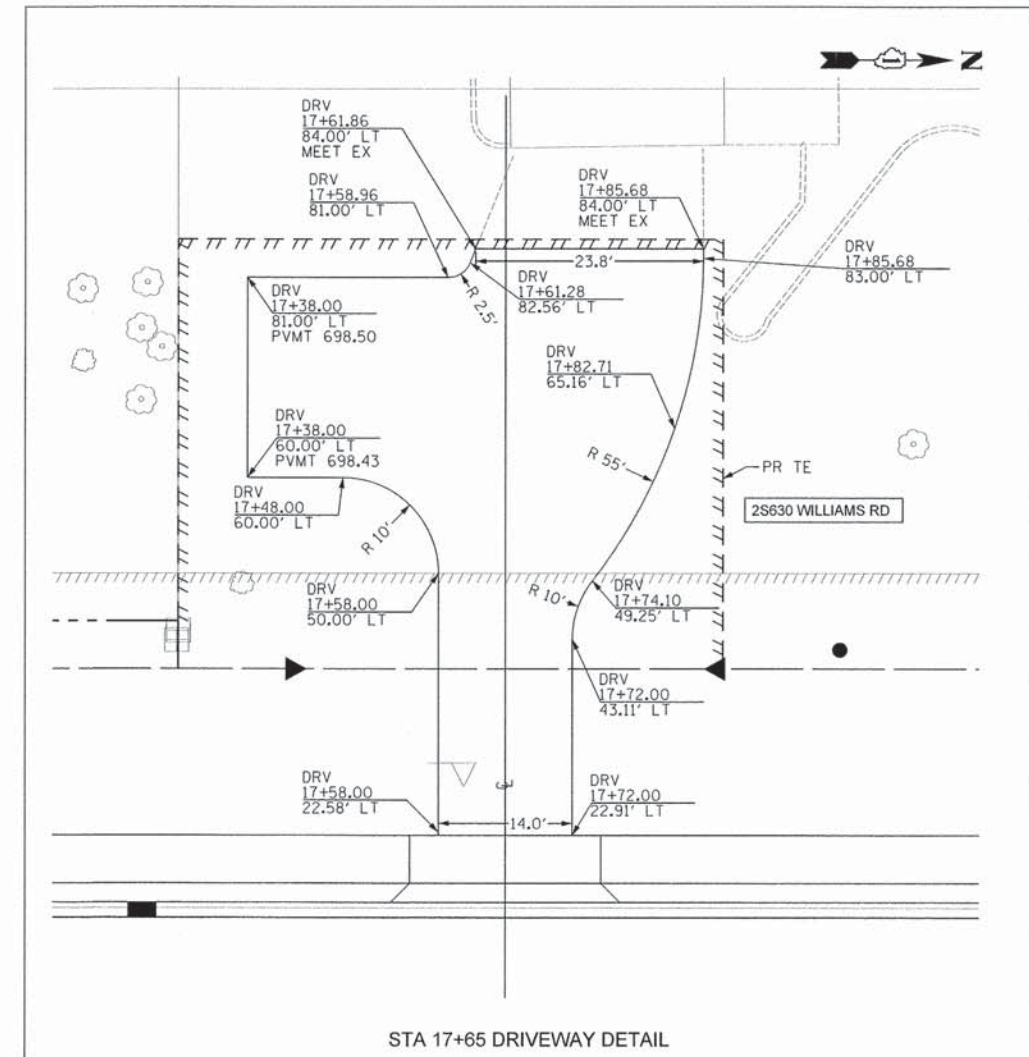 N
DRV
17+61.86
84.00' LT
MEET EX
DRV
17+58.96
81.00' LT
DRV
17+85.68
84.00' LT
MEET EX
DRV
17+85.68
83.00' LT
23.8'
DRV
17+61.28
82.56' LT
R 2.5'
DRV
17+38.00
81.00' LT
PVMT 698.50
DRV
17+82.71
65.16' LT
DRV
17+38.00
60.00' LT
PVMT 698.43
R 55'
PR TE
DRV
17+48.00
60.00' LT
2S630 WILLIAMS RD
R 10'
DRV
17+58.00
50.00' LT
R 10'
DRV
17+74.10
49.25' LT
DRV
17+72.00
43.11' LT
DRV
17+58.00
22.58' LT
DRV
17+72.00
22.91' LT
14.0'
STA 17+65 DRIVEWAY DETAIL